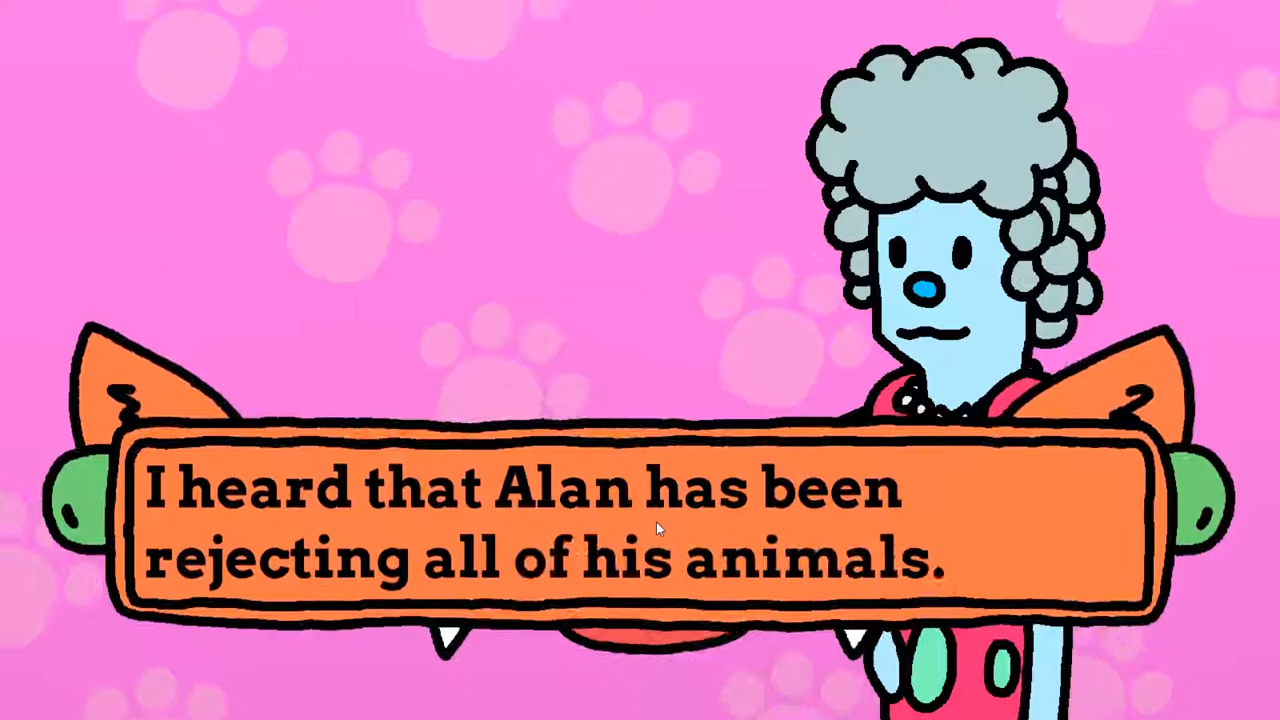 I heard that Alan has been
rejecting all of his animals.